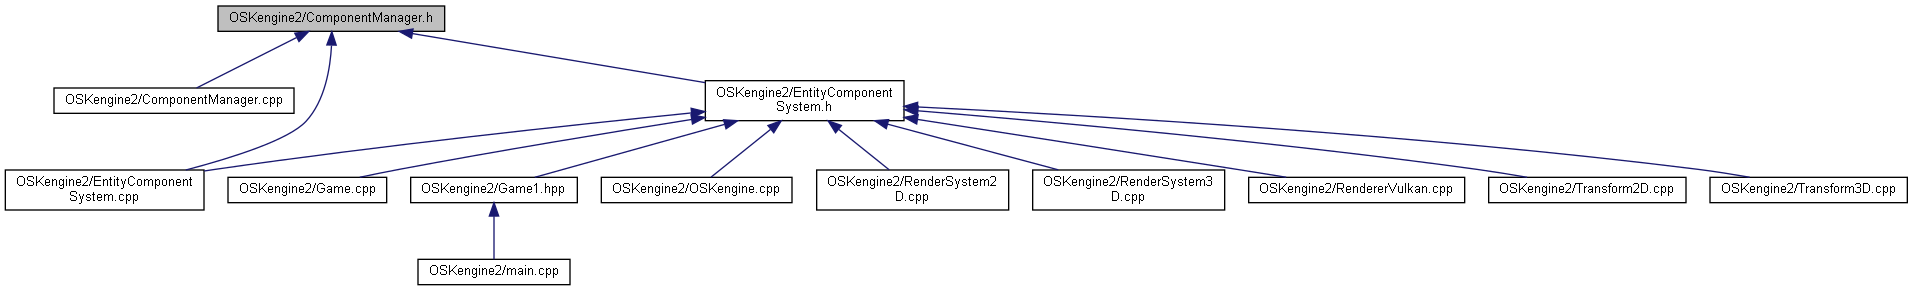 OSKengine2/ComponentManager.h
OSKengine2/ComponentManager.cpp
OSKengine2/EntityComponent
System.h
OSKengine2/EntityComponent
System.cpp
OSKengine2/Game.cpp
OSKengine2/Game1.hpp
OSKengine2/OSKengine.cpp
OSKengine2/RenderSystem2
D.cpp
OSKengine2/RenderSystem3
D.cpp
OSKengine2/RendererVulkan.cpp
OSKengine2/Transform2D.cpp
OSKengine2/Transform3D.cpp
OSKengine2/main.cpp